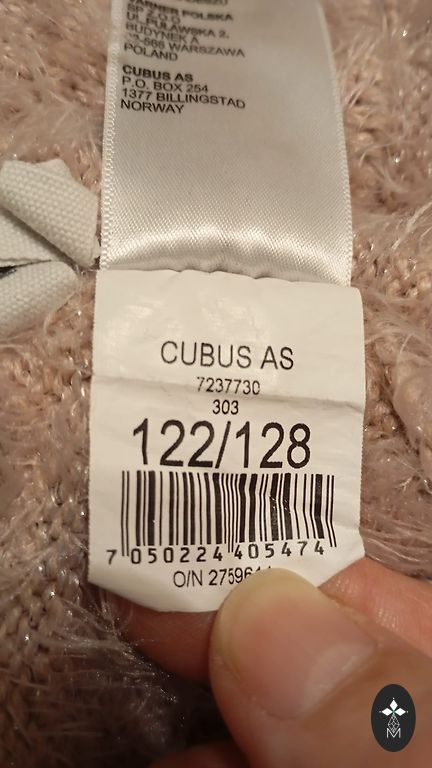 WARNER POLSKA
SP. Z O.O
UL. PUŁAWSKA 2,
BUDYNEK A
WARSZAWA
POLAND
CUBUS AS
P.O. BOX 254
1377 BILLINGSTAD
NORWAY
CUBUS AS
7237730
303
122/128
7 050224 405474
O/N